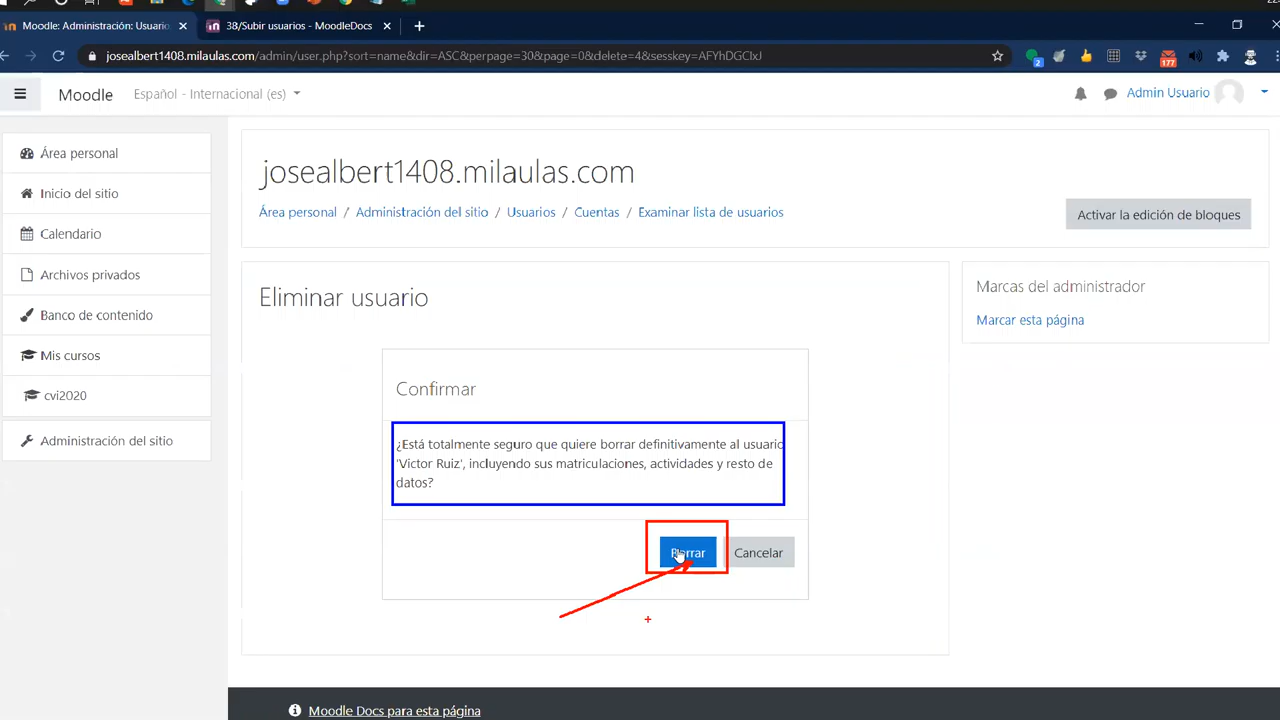 Moodle: Administración: Usuario
38/Subir usuarios - MoodleDocs
josealbert1408.milaulas.com/admin/user.php?sort=name&dir=ASC&perpage=30&page=0&delete=4&sesskey=AFYhDGCIxJ
2
177
Moodle
Español - Internacional (es)
Admin Usuario
Área personal
Inicio del sitio
Calendario
Archivos privados
Banco de contenido
Mis cursos
cvi2020
Administración del sitio
josealbert1408.milaulas.com
Área personal / Administración del sitio / Usuarios / Cuentas / Examinar lista de usuarios
Activar la edición de bloques
Eliminar usuario
Confirmar
¿Está totalmente seguro que quiere borrar definitivamente al usuario
'Víctor Ruiz', incluyendo sus matriculaciones, actividades y resto de
datos?
Borrar
Cancelar
Marcas del administrador
Marcar esta página
Moodle Docs para esta página